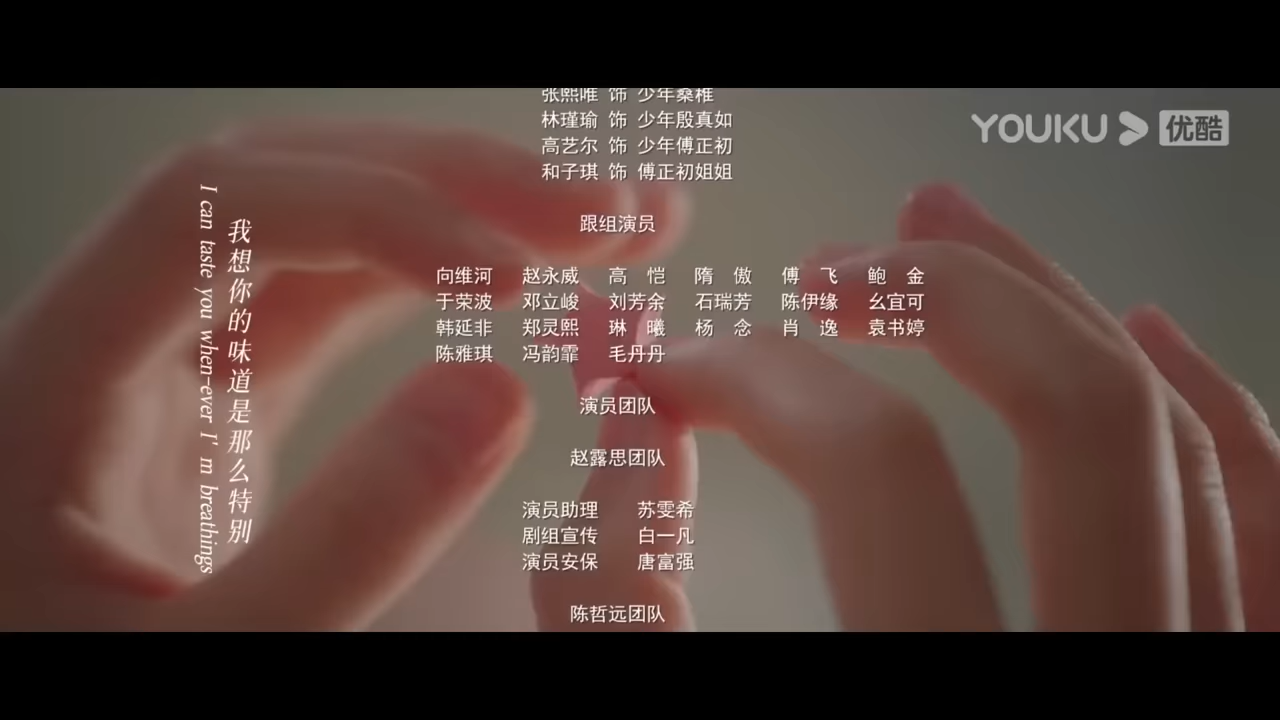 张熙唯 饰 少年桑稚
林瑾瑜 饰 少年殷真如
高艺尔 饰 少年傅正初
和子琪 饰 傅正初姐姐
YOUKU 优酷
跟组演员
向维河 赵永威 高 恺 隋 傲 傅 飞 鲍 金
于荣波 邓立峻 刘芳余 石瑞芳 陈伊缘 幺宜可
韩延非 郑灵熙 琳 曦 杨 念 肖 逸 袁书婷
陈雅琪 冯韵霏 毛丹丹
演员团队
赵露思团队
演员助理 苏雯希
剧组宣传 白一凡
演员安保 唐富强
陈哲远团队
我想你的味道是那么特别
I can taste you when-ever I'm breathings